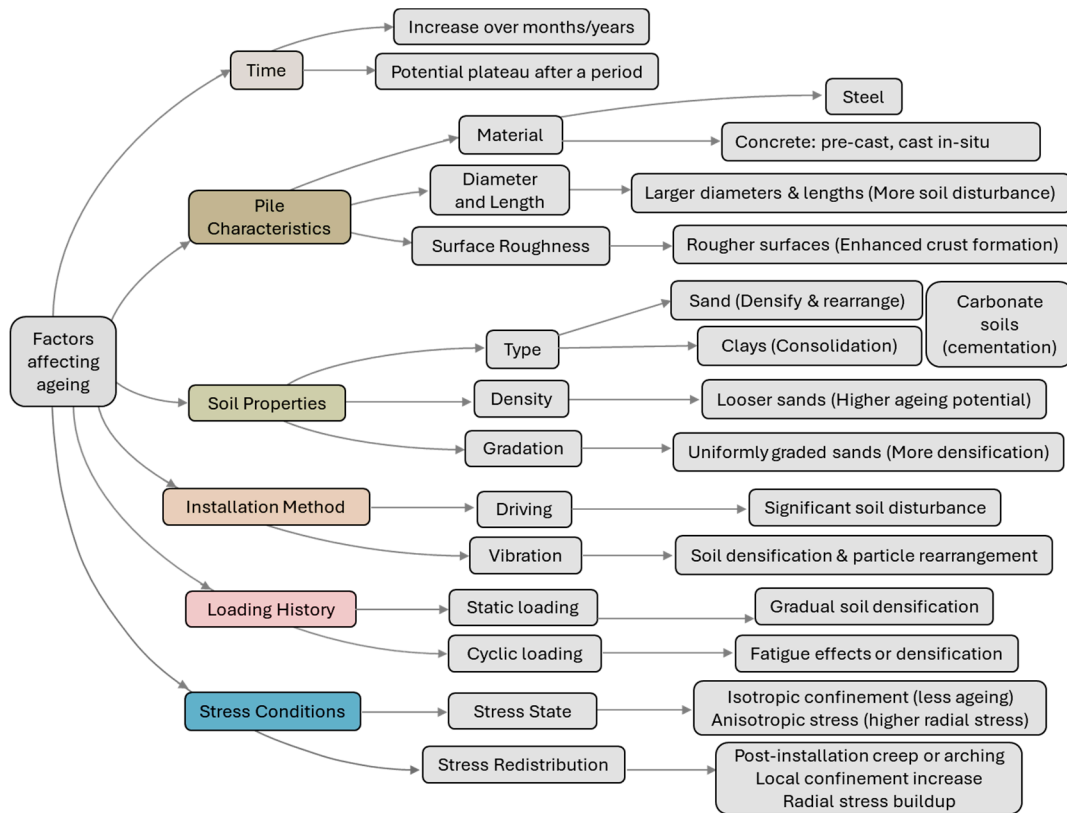 Increase over months/years
Time
Potential plateau after a period
Steel
Material
Concrete: pre-cast, cast in-situ
Diameter
and Length
Larger diameters & lengths (More soil disturbance)
Pile
Characteristics
Surface Roughness
Rougher surfaces (Enhanced crust formation)
Factors
affecting
ageing
Sand (Densify & rearrange)
Carbonate
soils
(cementation)
Type
Clays (Consolidation)
Soil Properties
Density
Looser sands (Higher ageing potential)
Gradation
Uniformly graded sands (More densification)
Installation Method
Driving
Significant soil disturbance
Vibration
Soil densification & particle rearrangement
Loading History
Static loading
Gradual soil densification
Cyclic loading
Fatigue effects or densification
Stress Conditions
Stress State
Isotropic confinement (less ageing)
Anisotropic stress (higher radial stress)
Stress Redistribution
Post-installation creep or arching
Local confinement increase
Radial stress buildup